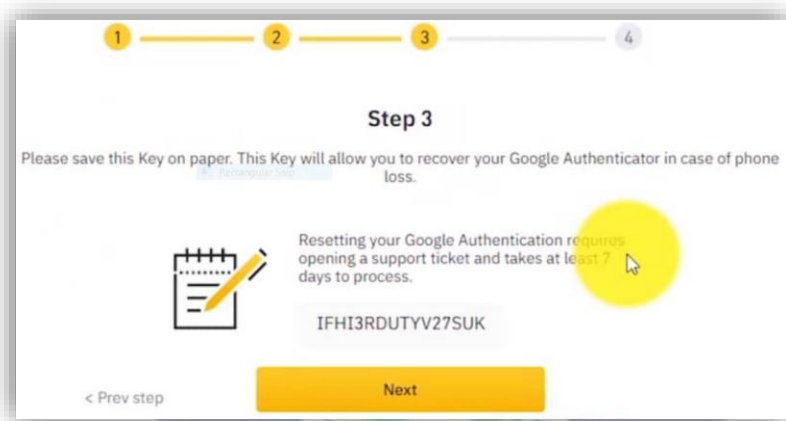 1 2 3 4
Step 3
Please save this Key on paper. This Key will allow you to recover your Google Authenticator in case of phone
Rectangular Snip
loss.
Resetting your Google Authentication requires
opening a support ticket and takes at least 7
days to process.
IFHI3RDUTYV27SUK
Next
< Prev step